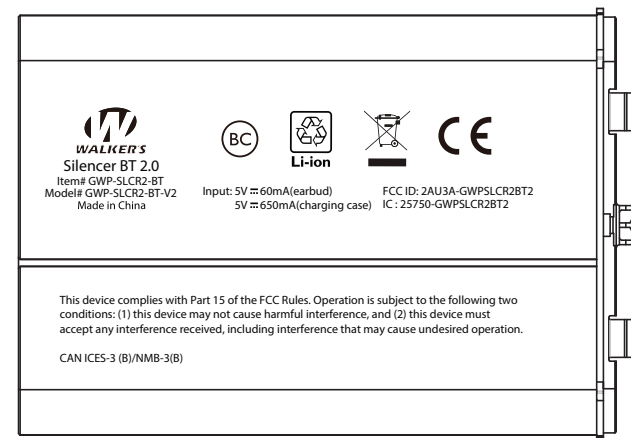 W
WALKER'S
Silencer BT 2.0
Item# GWP-SLCR2-BT
Model# GWP-SLCR2-BT-V2
Made in China
BC
Li-ion
CE
Input: 5V ⎓ 60mA(earbud)
5V ⎓ 650mA(charging case)
FCC ID: 2AU3A-GWPSLCR2BT2
IC : 25750-GWPSLCR2BT2
This device complies with Part 15 of the FCC Rules. Operation is subject to the following two
conditions: (1) this device may not cause harmful interference, and (2) this device must
accept any interference received, including interference that may cause undesired operation.
CAN ICES-3 (B)/NMB-3(B)